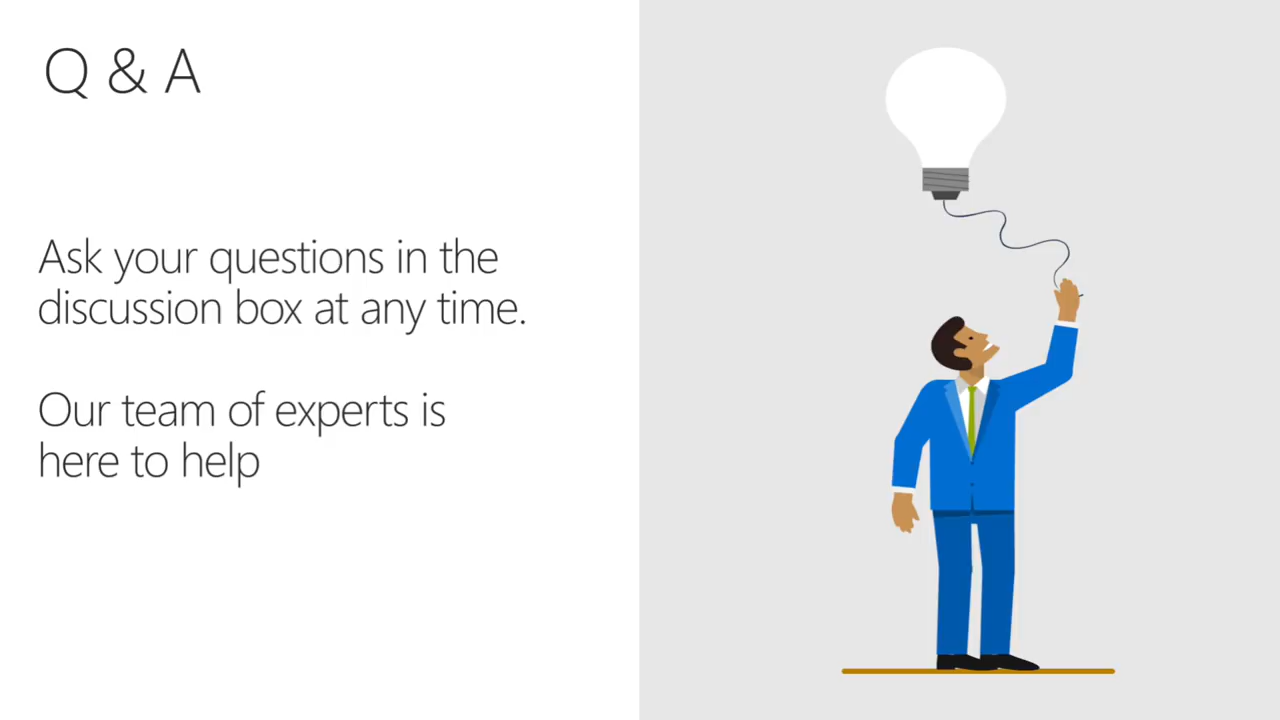 Q & A
Ask your questions in the
discussion box at any time.
Our team of experts is
here to help